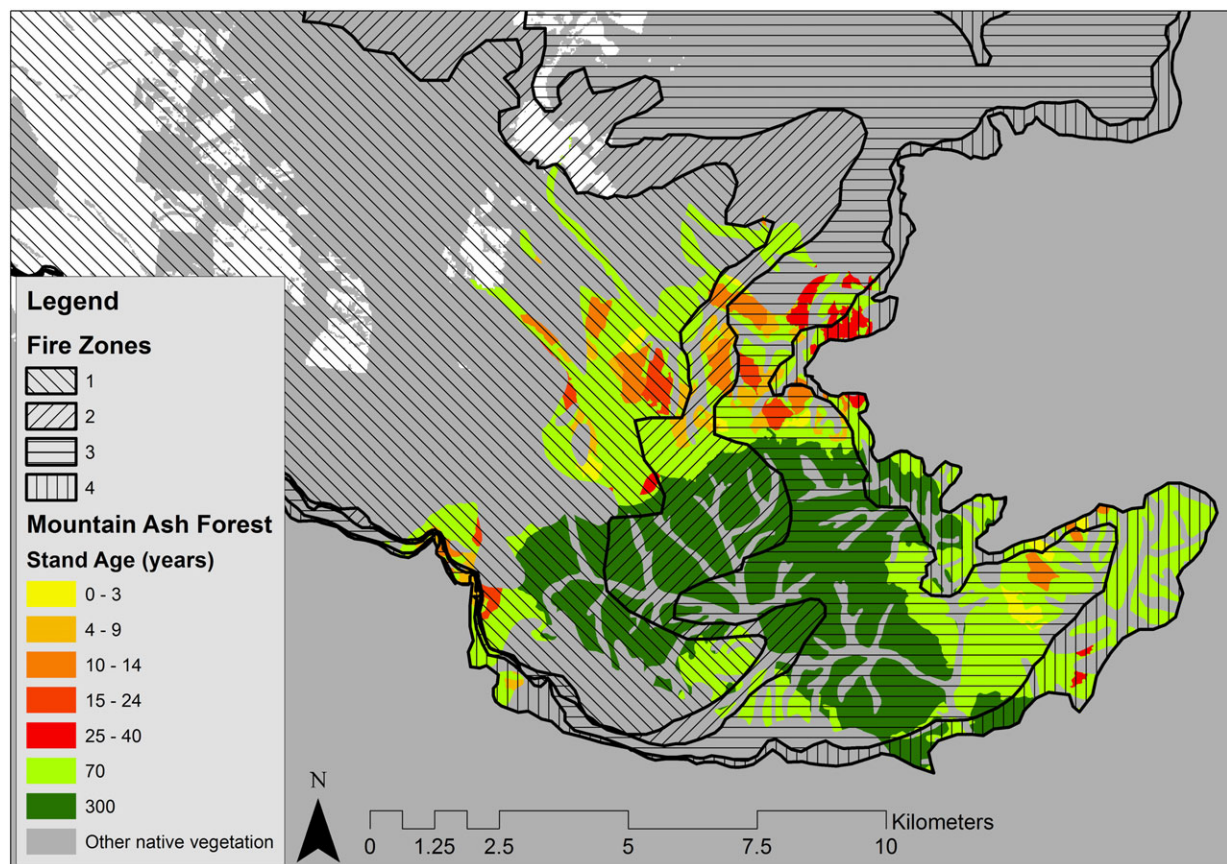 Legend
Fire Zones
1
2
3
4
Mountain Ash Forest
Stand Age (years)
0 - 3
4 - 9
10 - 14
15 - 24
25 - 40
70
300
Other native vegetation
N
Kilometers
0 1.25 2.5 5 7.5 10